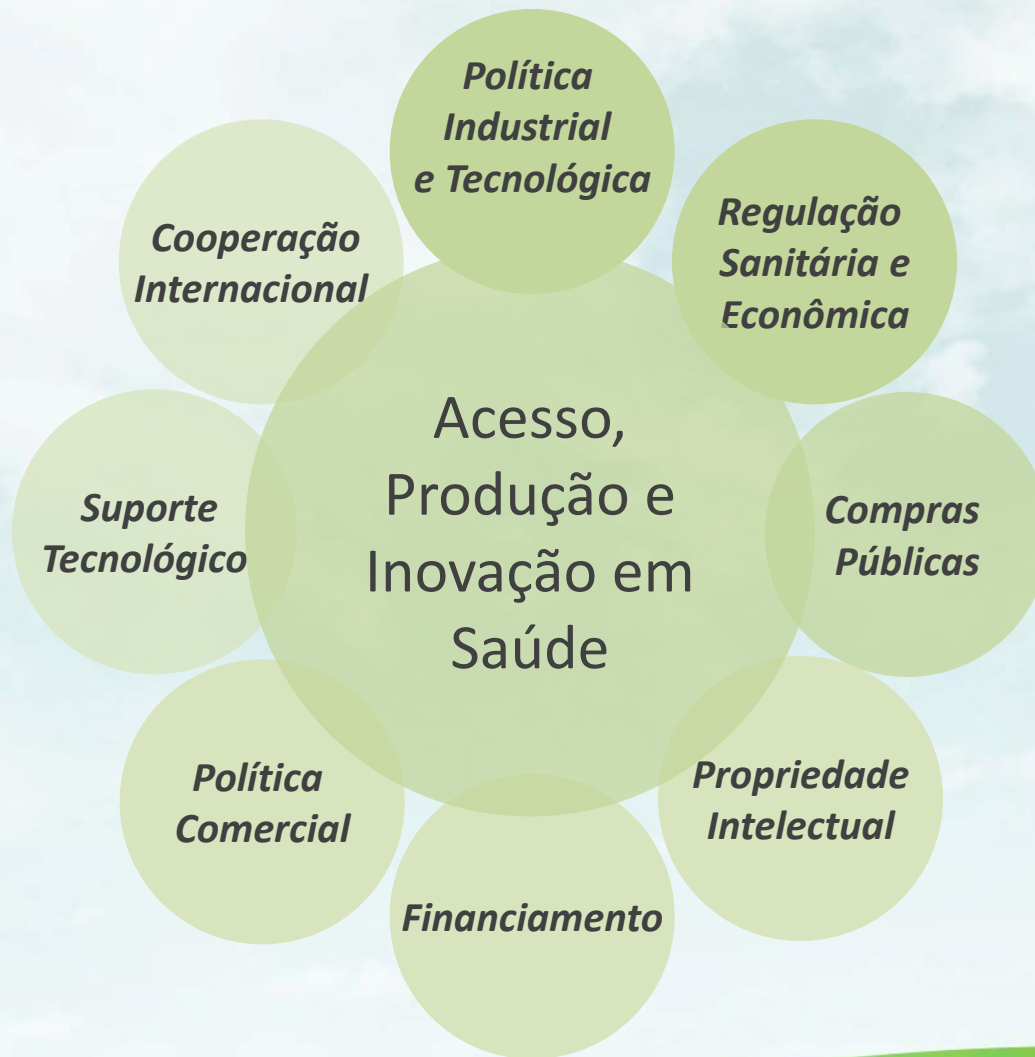 Política
Industrial
e Tecnológica
Regulação
Sanitária e
Econômica
Compras
Públicas
Propriedade
Intelectual
Financiamento
Política
Comercial
Suporte
Tecnológico
Cooperação
Internacional
Acesso,
Produção e
Inovação em
Saúde